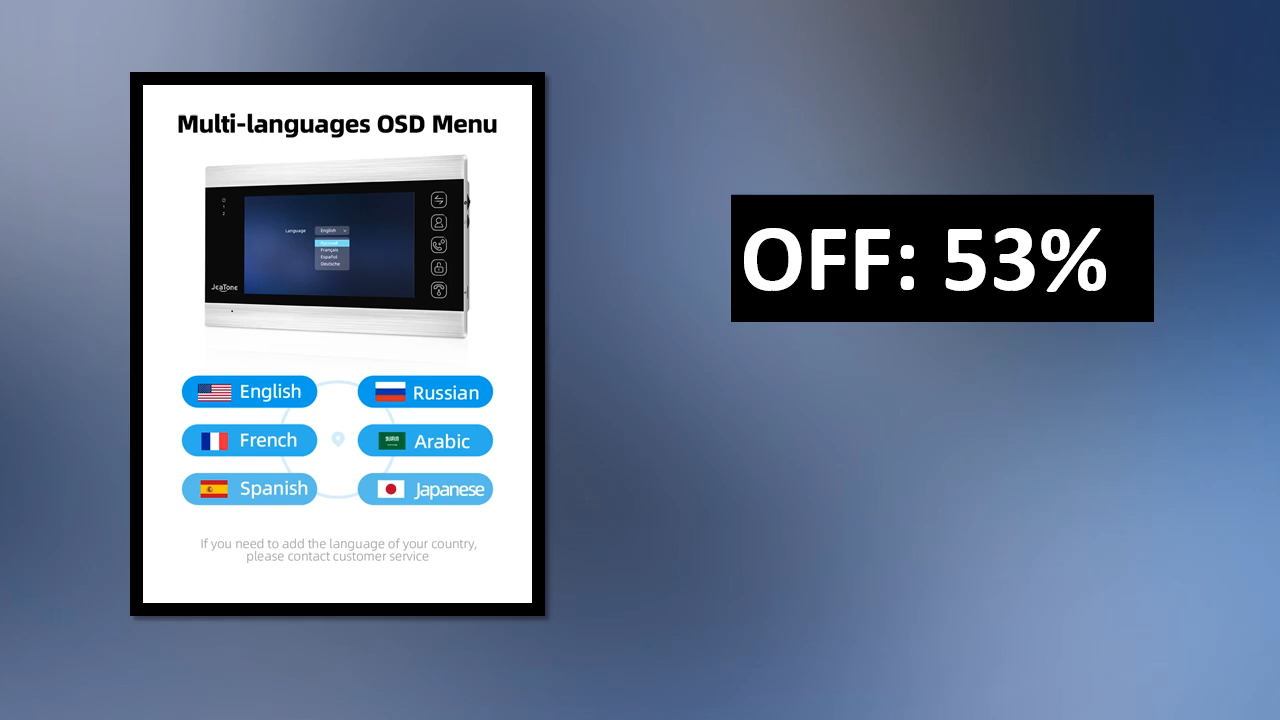 Multi-languages OSD Menu
Language
English
Français
Español
Deutsche
JeaTone
English
Russian
French
Arabic
Spanish
Japanese
If you need to add the language of your country,
please contact customer service
OFF: 53%